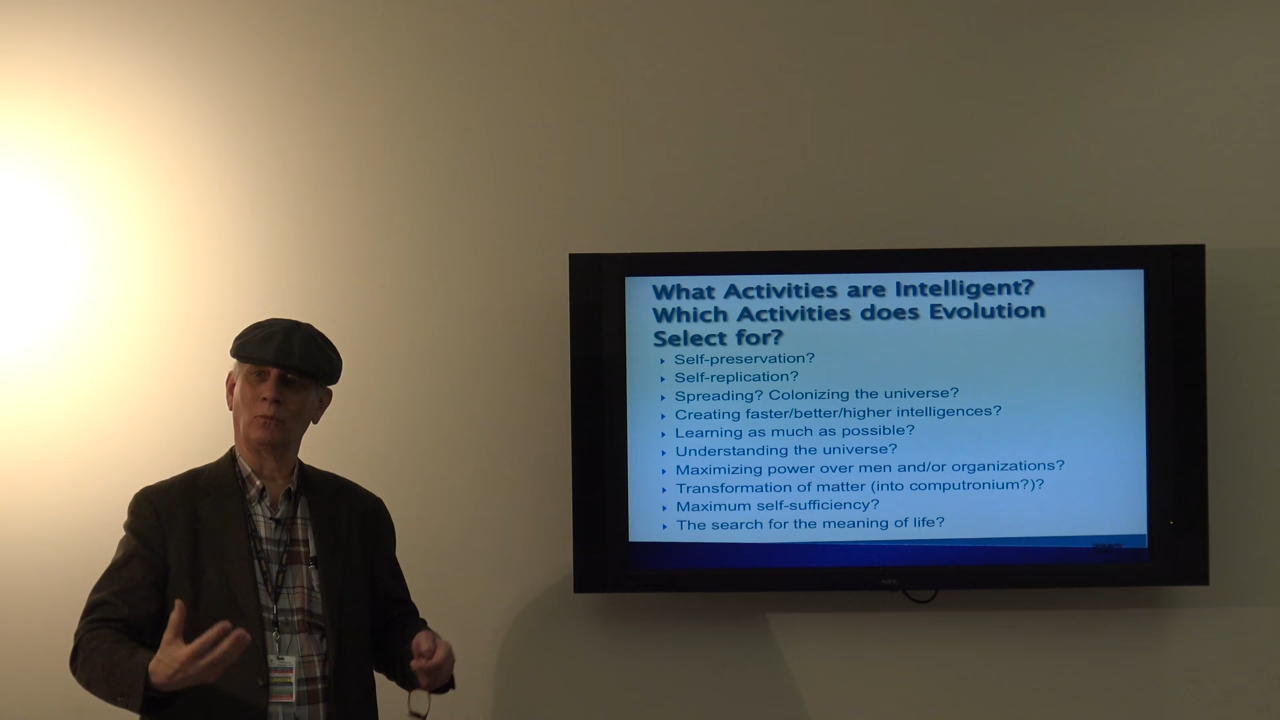 What Activities are Intelligent?
Which Activities does Evolution
Select for?
Self-preservation?
Self-replication?
Spreading? Colonizing the universe?
Creating faster/better/higher intelligences?
Learning as much as possible?
Understanding the universe?
Maximizing power over men and/or organizations?
Transformation of matter (into computronium?)?
Maximum self-sufficiency?
The search for the meaning of life?
NEC